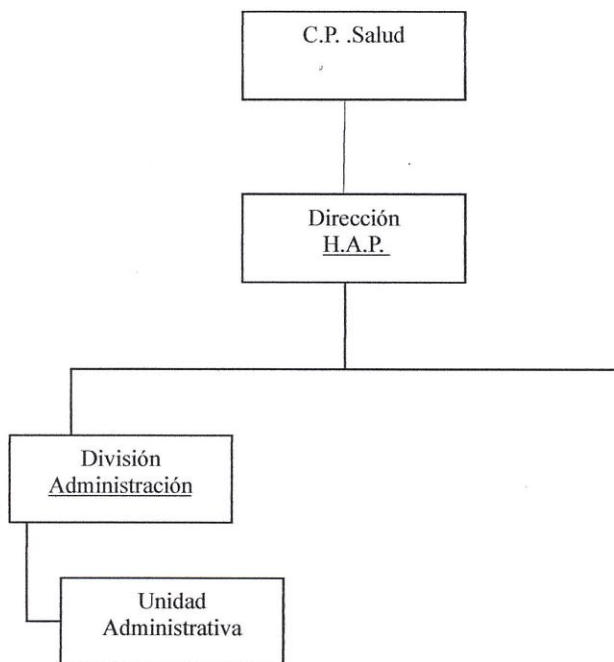 C.P. .Salud
Dirección
H.A.P.
División
Administración
Unidad
Administrativa